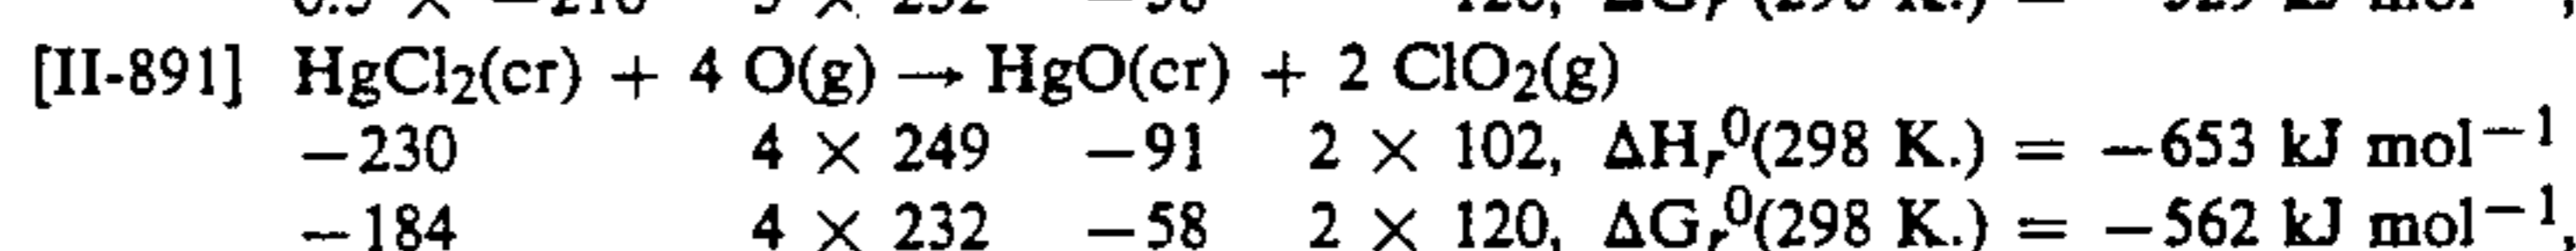 [II-891] HgCl₂(cr) + 4 O(g) → HgO(cr) + 2 ClO₂(g)
−230 4 × 249 −91 2 × 102, ΔHᵣ⁰(298 K.) = −653 kJ mol⁻¹
−184 4 × 232 −58 2 × 120, ΔGᵣ⁰(298 K.) = −562 kJ mol⁻¹,